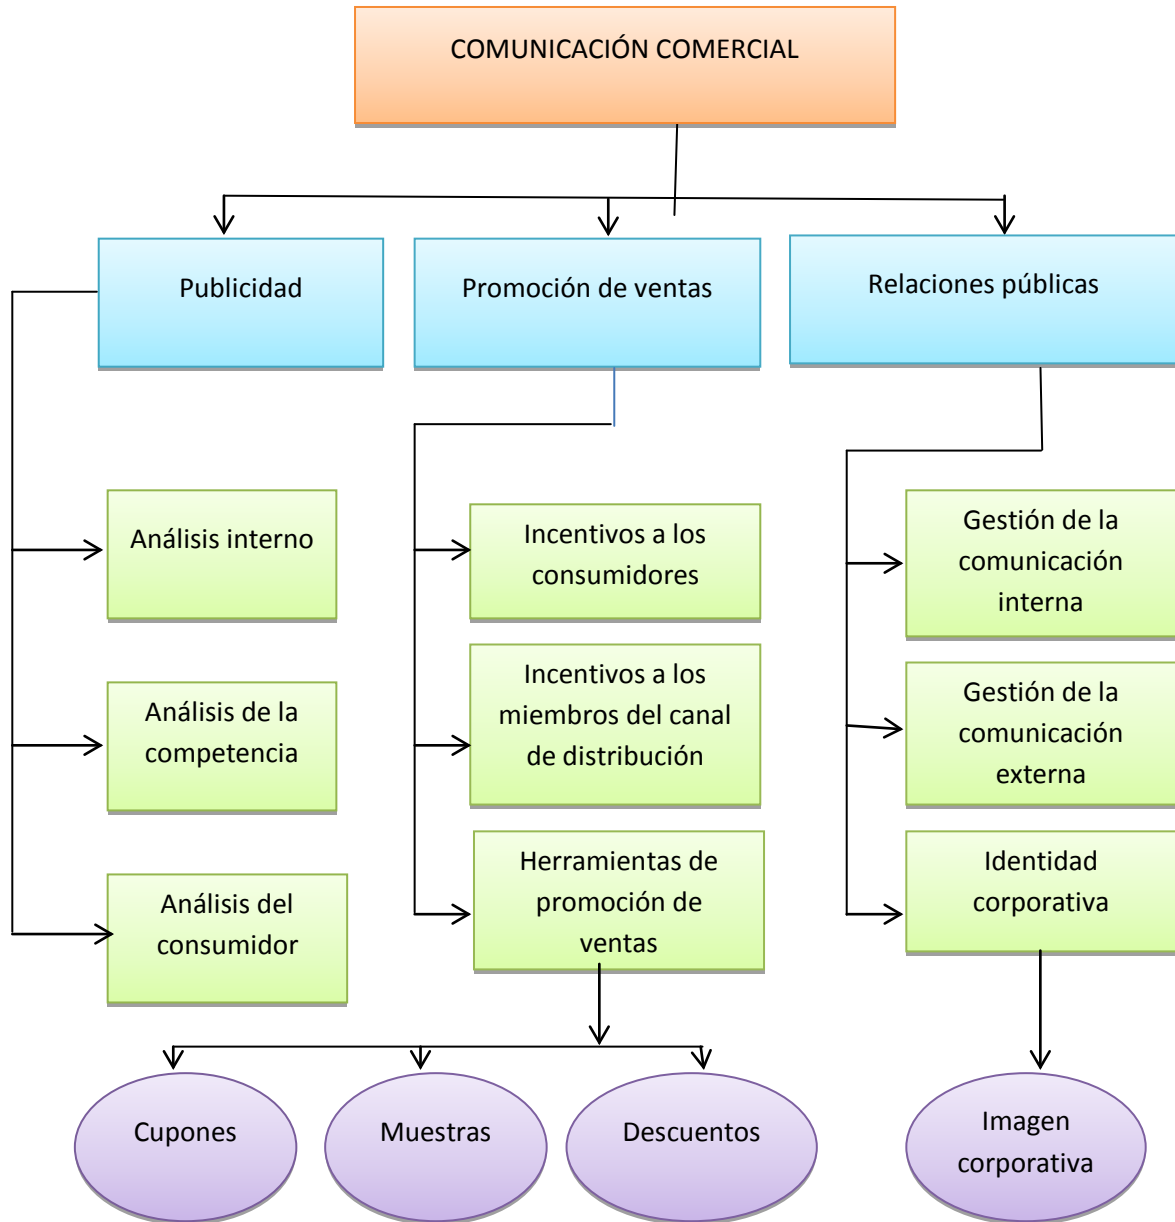 COMUNICACIÓN COMERCIAL
Publicidad
Promoción de ventas
Relaciones públicas
Análisis interno
Análisis de la
competencia
Análisis del
consumidor
Incentivos a los
consumidores
Incentivos a los
miembros del canal
de distribución
Herramientas de
promoción de
ventas
Gestión de la
comunicación
interna
Gestión de la
comunicación
externa
Identidad
corporativa
Cupones
Muestras
Descuentos
Imagen
corporativa